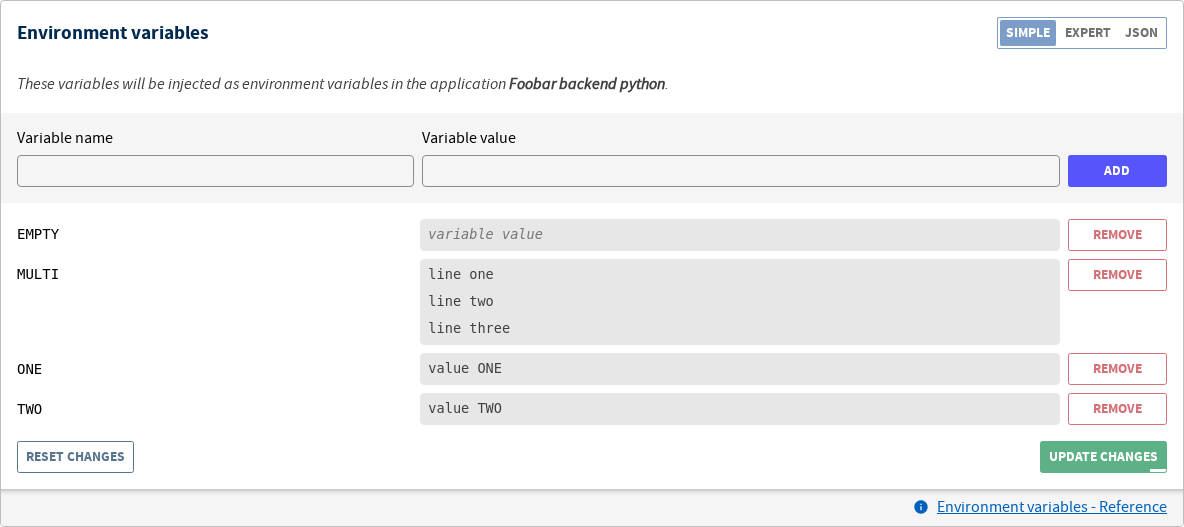 Environment variables
SIMPLE EXPERT JSON
These variables will be injected as environment variables in the application Foobar backend python.
Variable name Variable value
ADD
EMPTY variable value REMOVE
MULTI line one REMOVE
line two
line three
ONE value ONE REMOVE
TWO value TWO REMOVE
RESET CHANGES UPDATE CHANGES
Environment variables - Reference